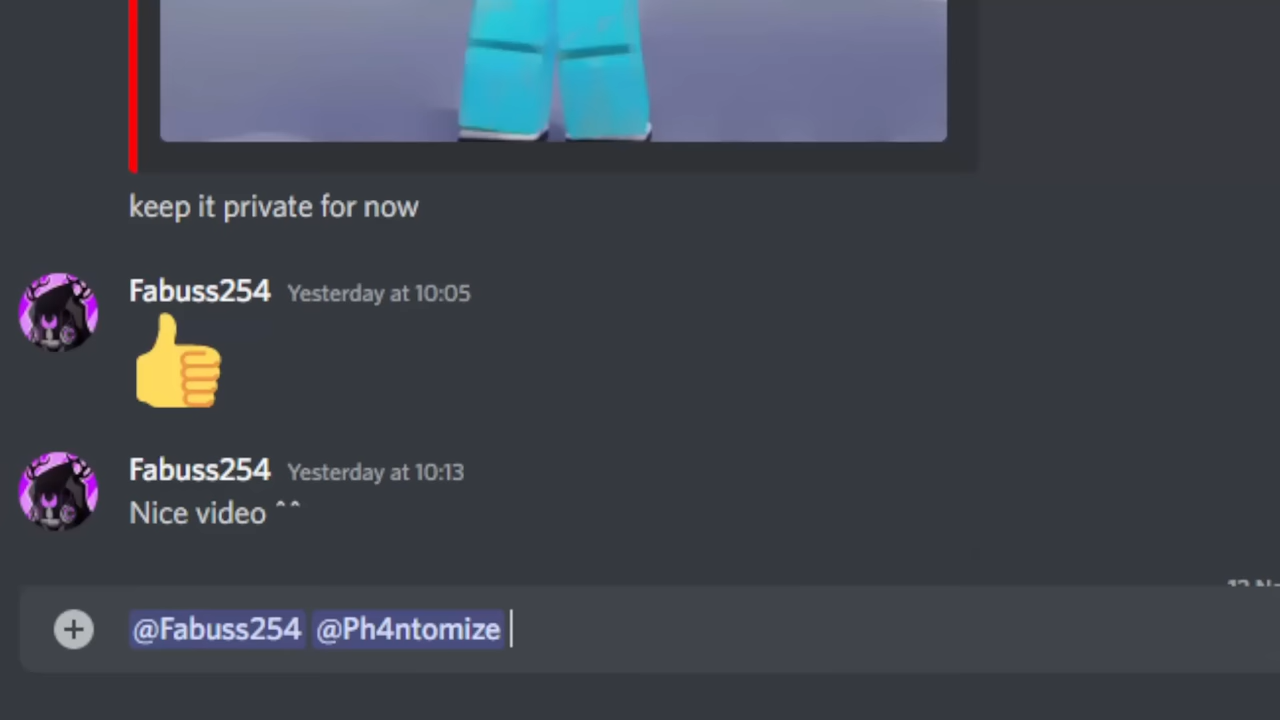 keep it private for now
Fabuss254 Yesterday at 10:05
Fabuss254 Yesterday at 10:13
Nice video ^^
@Fabuss254 @Ph4ntomize